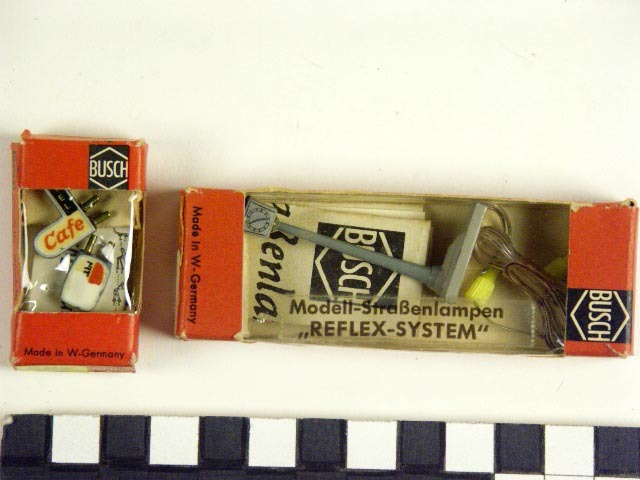 BUSCH
Cafe
Made in W-Germany
Made in W.-Germany
BUSCH
Modell-Straßenlampen
„REFLEX-SYSTEM“
BUSCH